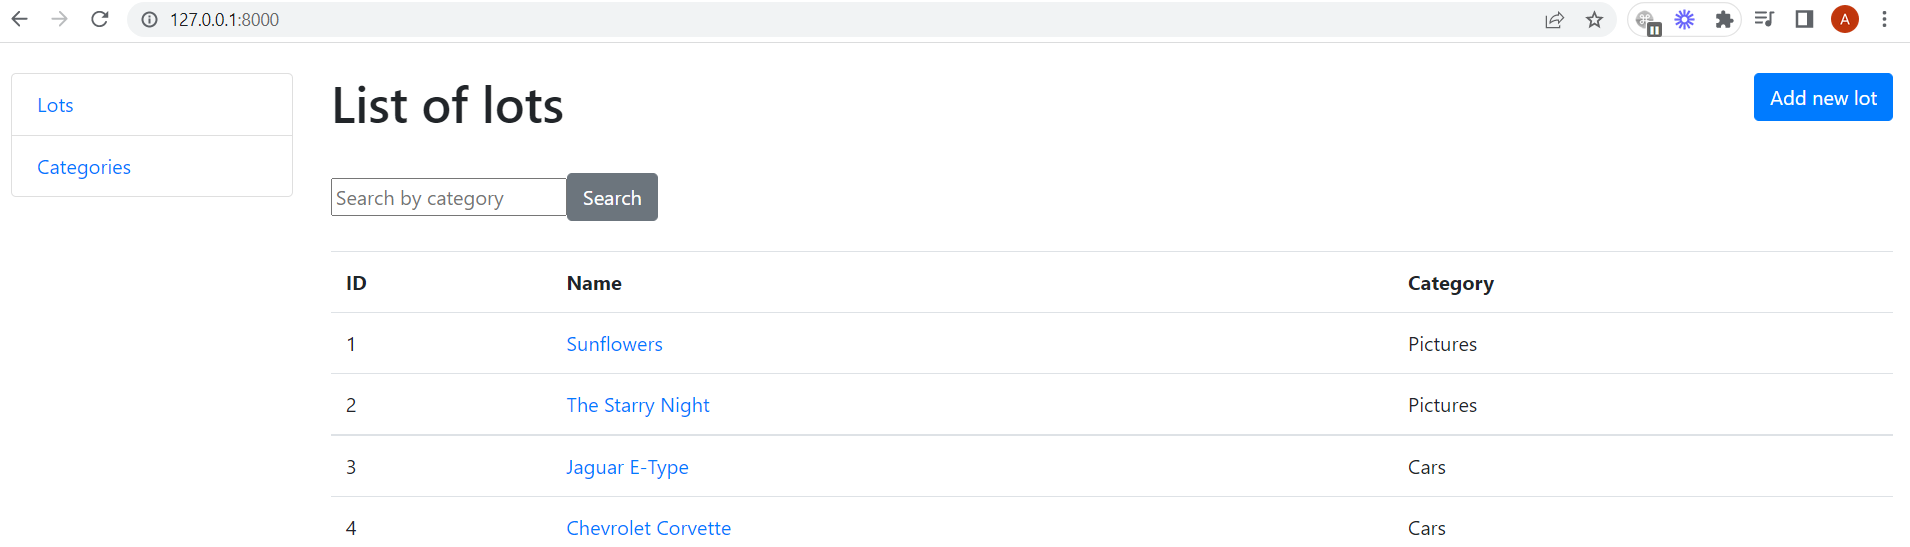 127.0.0.1:8000
A
Lots
Categories
List of lots
Add new lot
Search by category Search
ID Name Category
1 Sunflowers Pictures
2 The Starry Night Pictures
3 Jaguar E-Type Cars
4 Chevrolet Corvette Cars